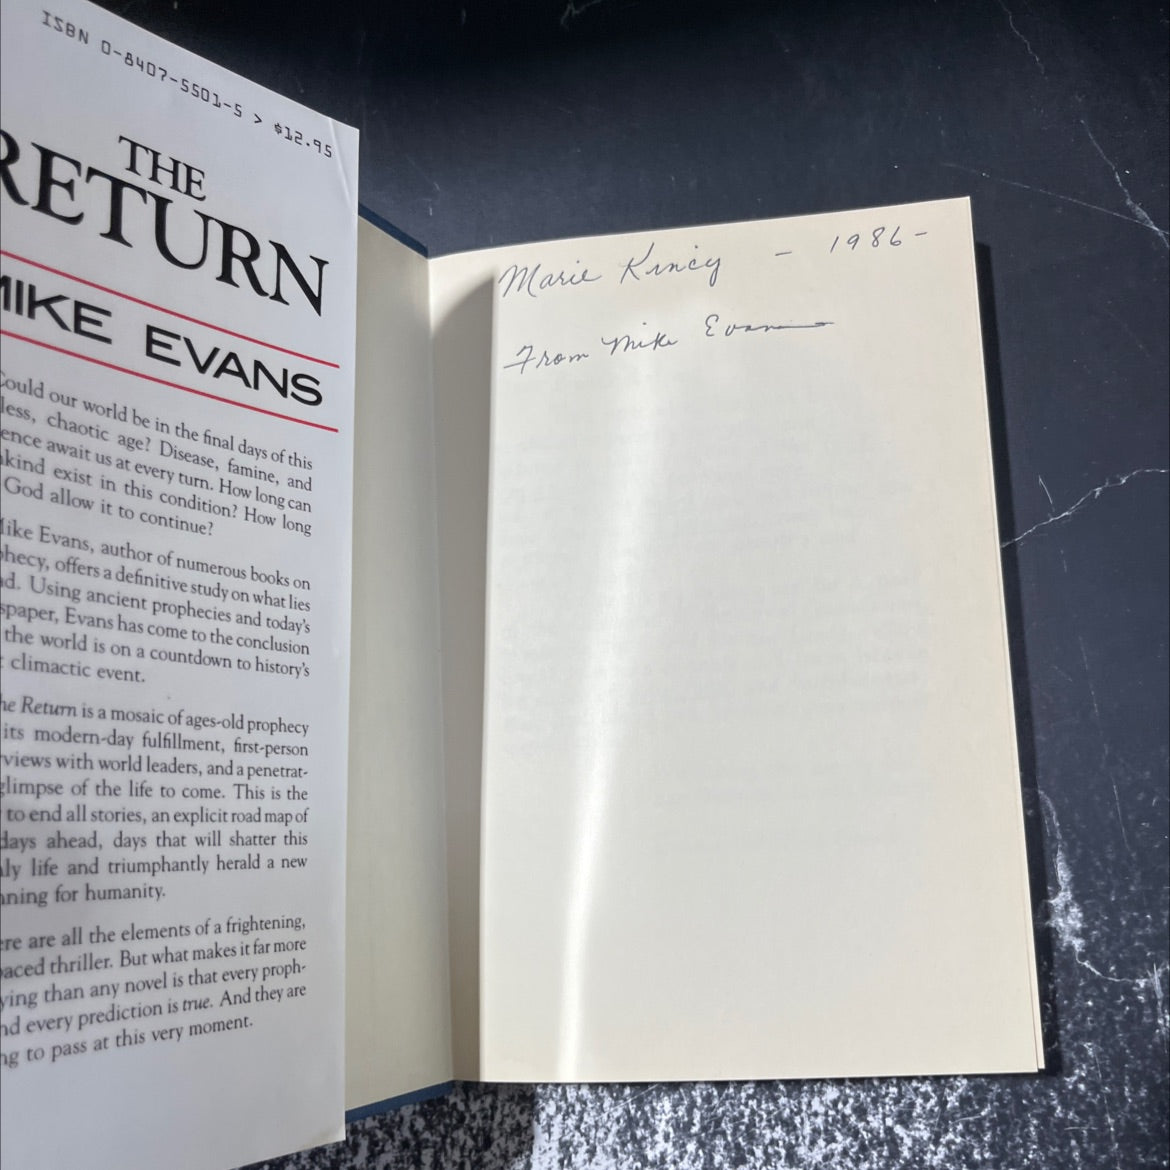 ISBN 0-8407-5501-5 > $12.95
THE
RETURN
MIKE EVANS
Could our world be in the final days of this
less, chaotic age? Disease, famine, and
ence await us at every turn. How long can
kind exist in this condition? How long
God allow it to continue?
Mike Evans, author of numerous books on
phecy, offers a definitive study on what lies
ad. Using ancient prophecies and today's
spaper, Evans has come to the conclusion
the world is on a countdown to history's
t climactic event.
he Return is a mosaic of ages-old prophecy
its modern-day fulfillment, first-person
views with world leaders, and a penetrat-
glimpse of the life to come. This is the
to end all stories, an explicit road map of
days ahead, days that will shatter this
ly life and triumphantly herald a new
nning for humanity.
ere are all the elements of a frightening,
paced thriller. But what makes it far more
ying than any novel is that every proph-
nd every prediction is true. And they are
ng to pass at this very moment.
Marie Kincy - 1986 -
From Mike Evans